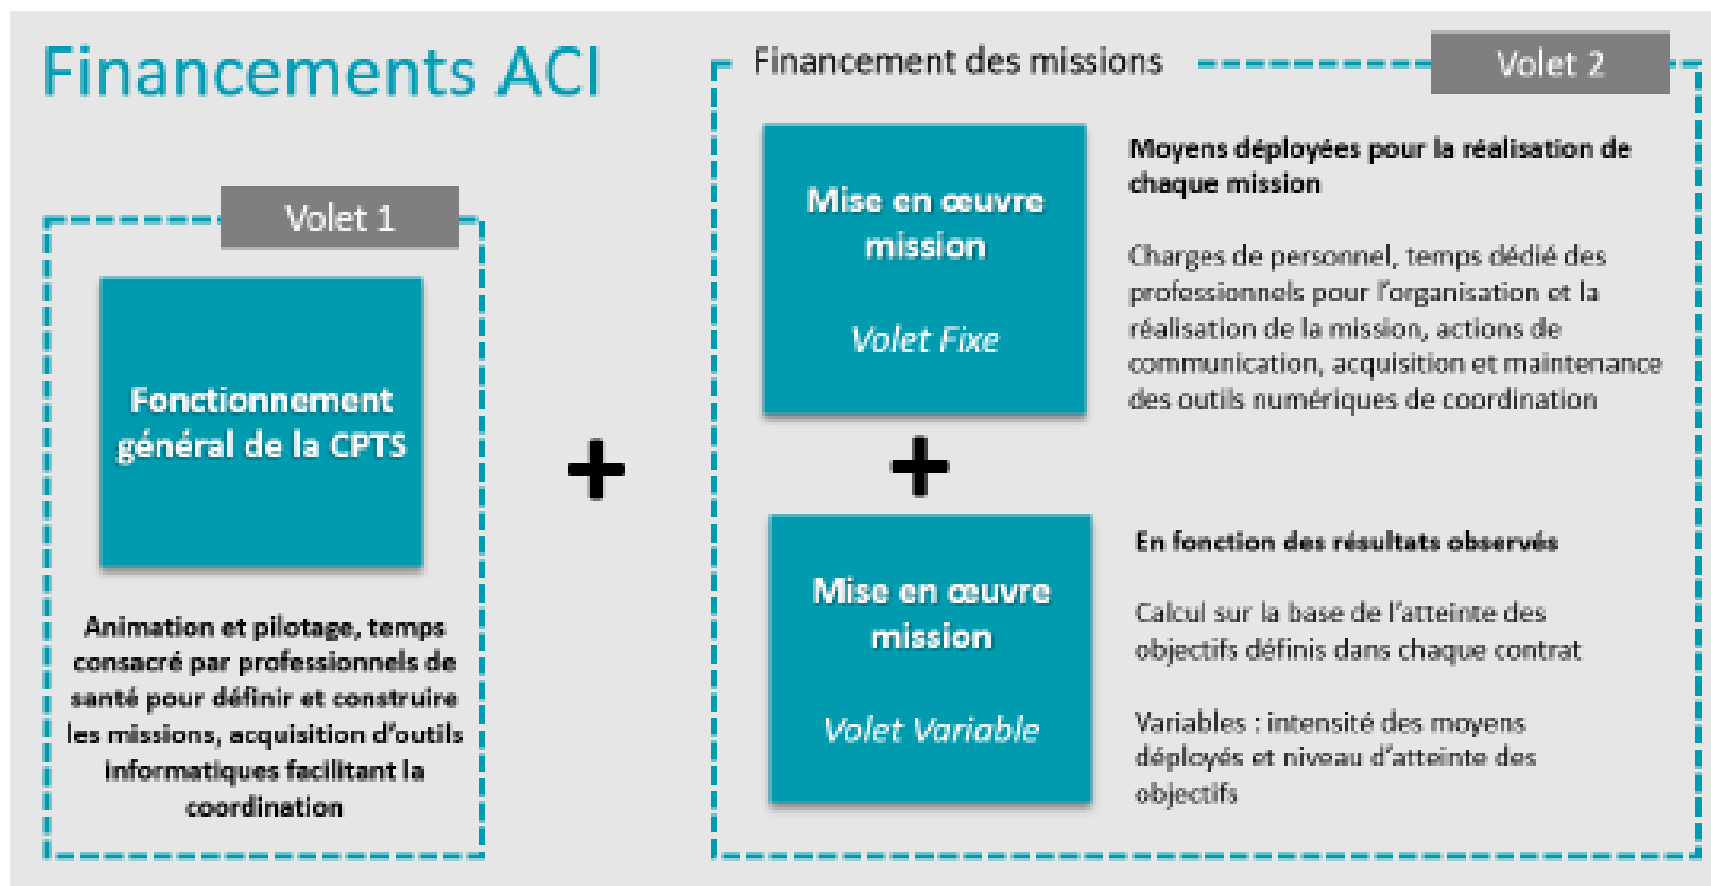 Financements ACI
Volet 1
Fonctionnement
général de la CPTS
Animation et pilotage, temps
consacré par professionnels de
santé pour définir et construire
les missions, acquisition d'outils
informatiques facilitant la
coordination
+
Financement des missions
Volet 2
Mise en œuvre
mission
Volet Fixe
Moyens déployées pour la réalisation de
chaque mission
Charges de personnel, temps dédié des
professionnels pour l'organisation et la
réalisation de la mission, actions de
communication, acquisition et maintenance
des outils numériques de coordination
+
Mise en œuvre
mission
Volet Variable
En fonction des résultats observés
Calcul sur la base de l'atteinte des
objectifs définis dans chaque contrat
Variables : intensité des moyens
déployés et niveau d'atteinte des
objectifs